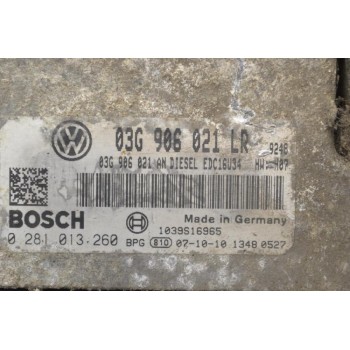 03G 906 021 LR 9248
03G 906 021 AN DIESEL EDC16U34 HW H07
BOSCH
Made in Germany
1039S16965
0 281 013 260 BPG 810 07-10-10 1348 0527